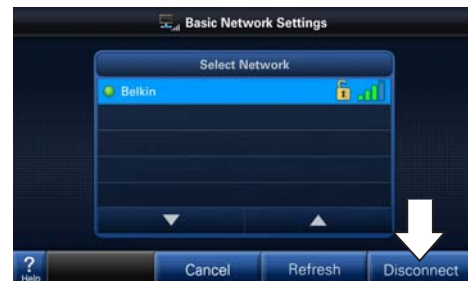 Basic Network Settings
Select Network
Belkin
? Help Cancel Refresh Disconnect